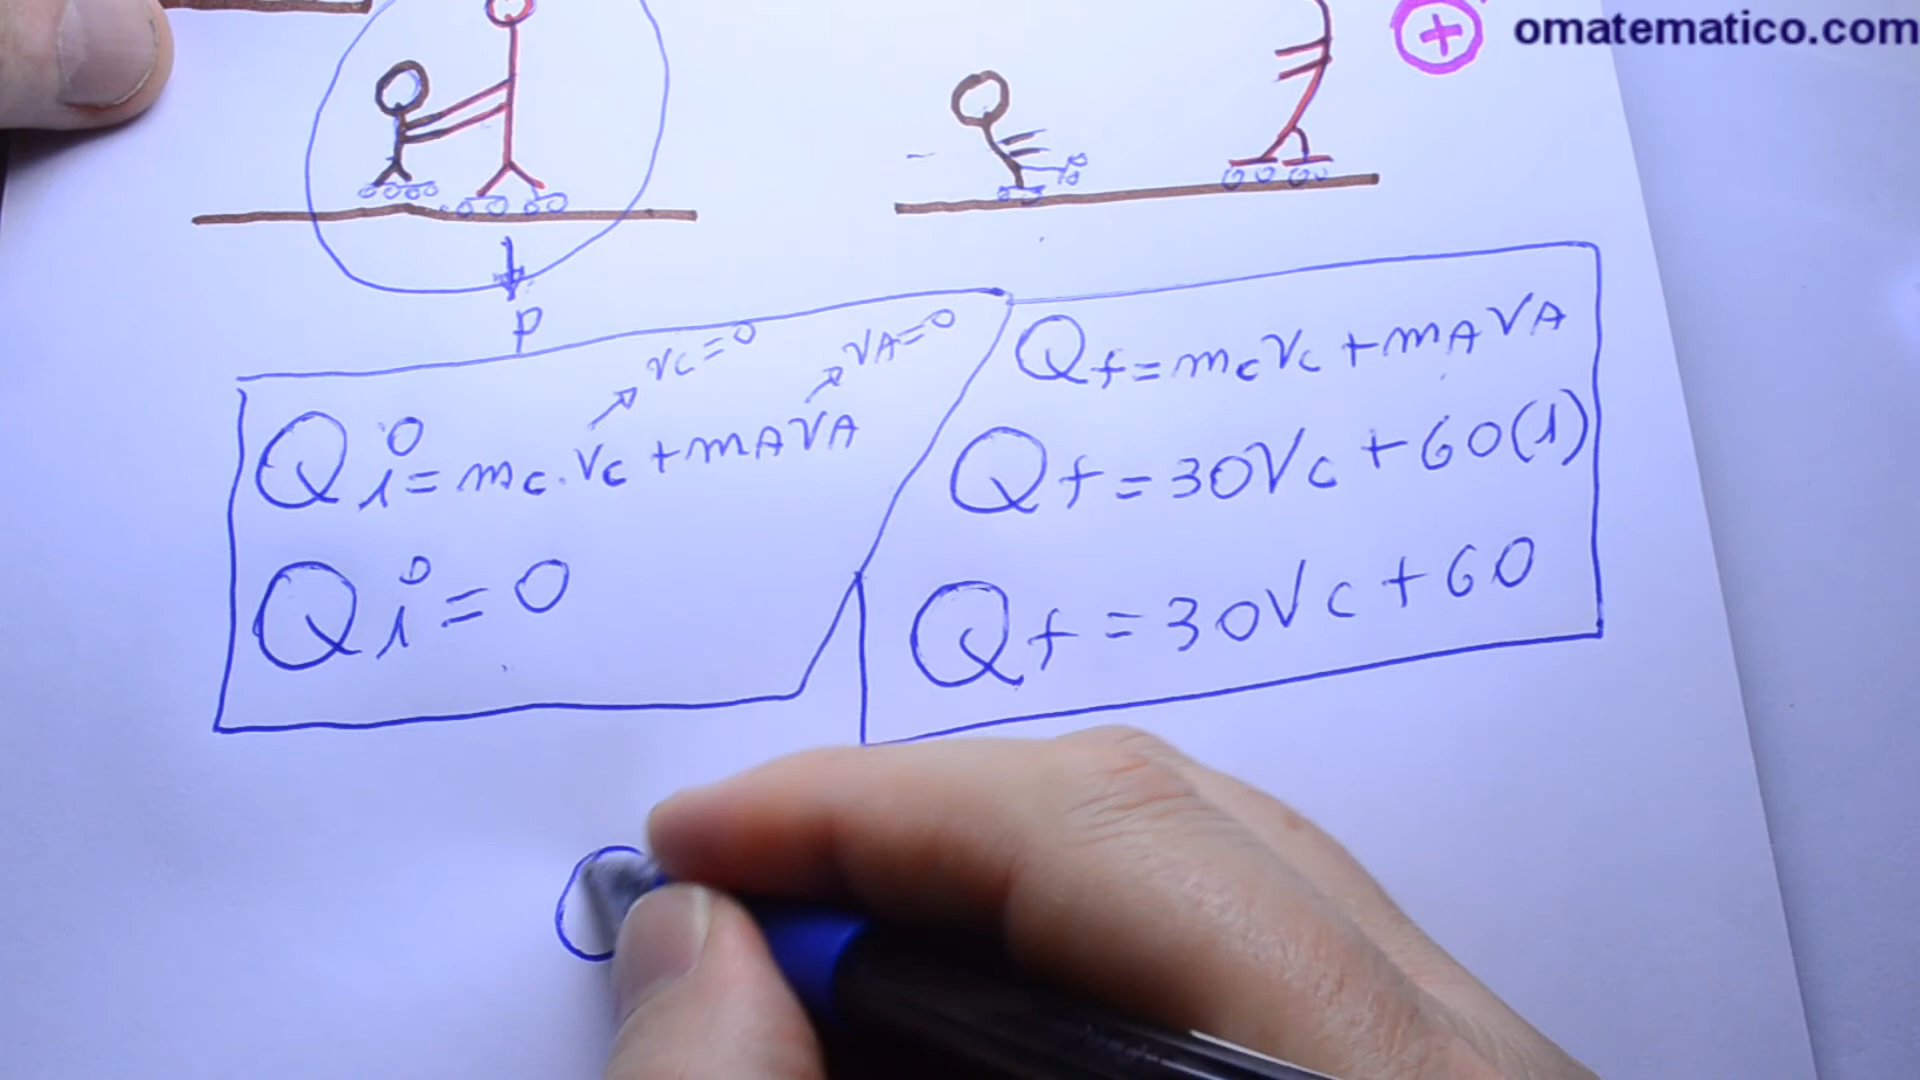 + omatematico.com
P
vc=0 vA=0
Qi=mc.vc+mAvA
Qi=0
Qf=mcvc+mAvA
Qf=30vc+60(1)
Qf=30vc+60